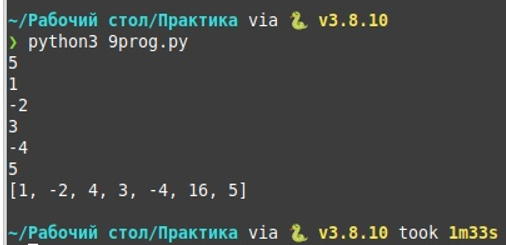 ~/Рабочий стол/Практика via 🐍 v3.8.10
❯ python3 9prog.py
5
1
-2
3
-4
5
[1, -2, 4, 3, -4, 16, 5]
~/Рабочий стол/Практика via 🐍 v3.8.10 took 1m33s